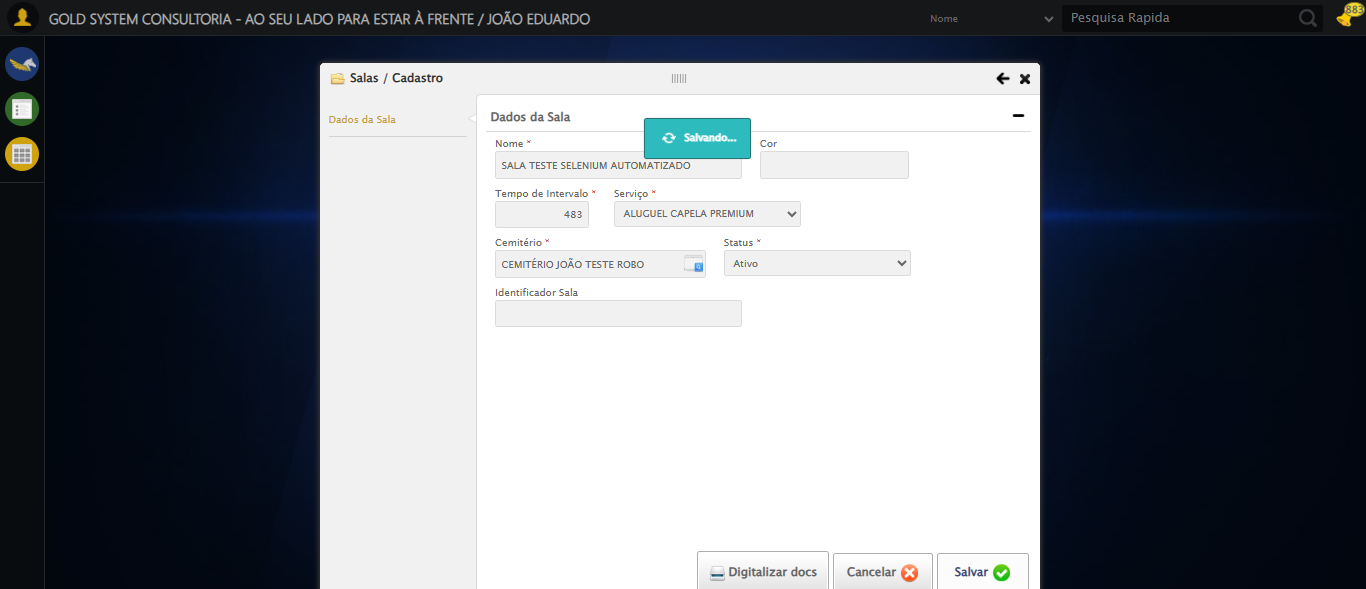 GOLD SYSTEM CONSULTORIA - AO SEU LADO PARA ESTAR À FRENTE / JOÃO EDUARDO
Nome
Pesquisa Rapida
883
Salas / Cadastro
Dados da Sala
Dados da Sala
Salvando...
Nome *
Cor
SALA TESTE SELENIUM AUTOMATIZADO
Tempo de Intervalo *
Serviço *
483
ALUGUEL CAPELA PREMIUM
Cemitério *
Status *
CEMITÉRIO JOÃO TESTE ROBO
Ativo
Identificador Sala
Digitalizar docs
Cancelar
Salvar